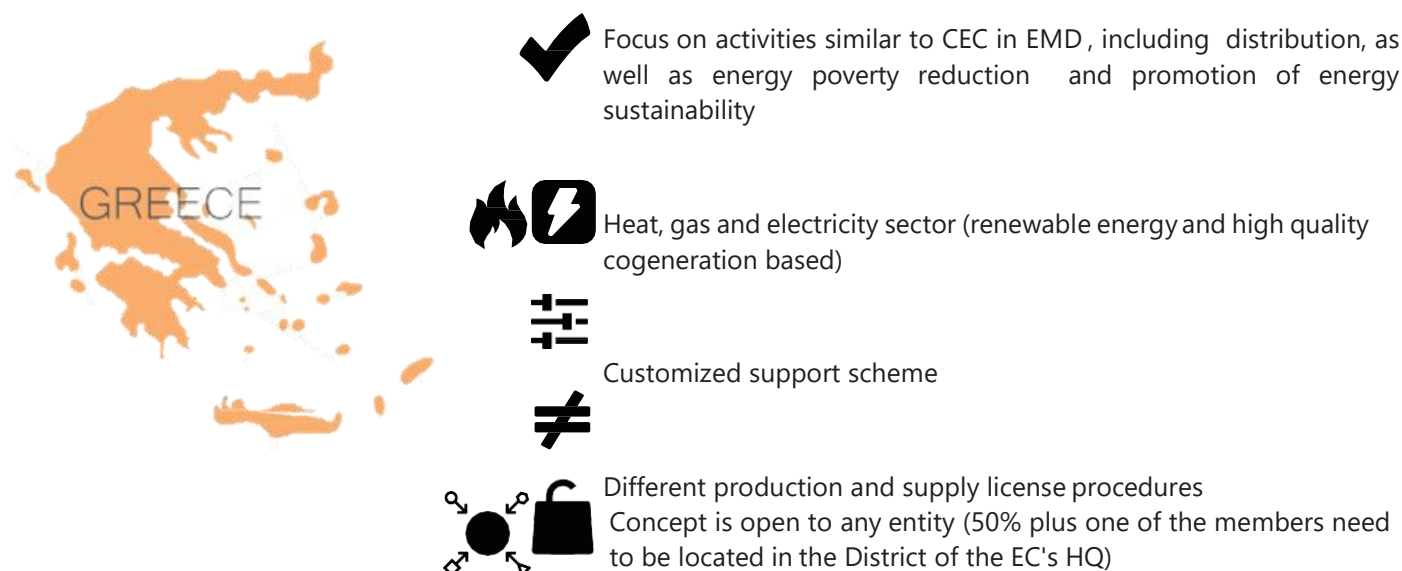 GREECE
Focus on activities similar to CEC in EMD , including distribution, as
well as energy poverty reduction and promotion of energy
sustainability
Heat, gas and electricity sector (renewable energy and high quality
cogeneration based)
Customized support scheme
Different production and supply license procedures
Concept is open to any entity (50% plus one of the members need
to be located in the District of the EC's HQ)